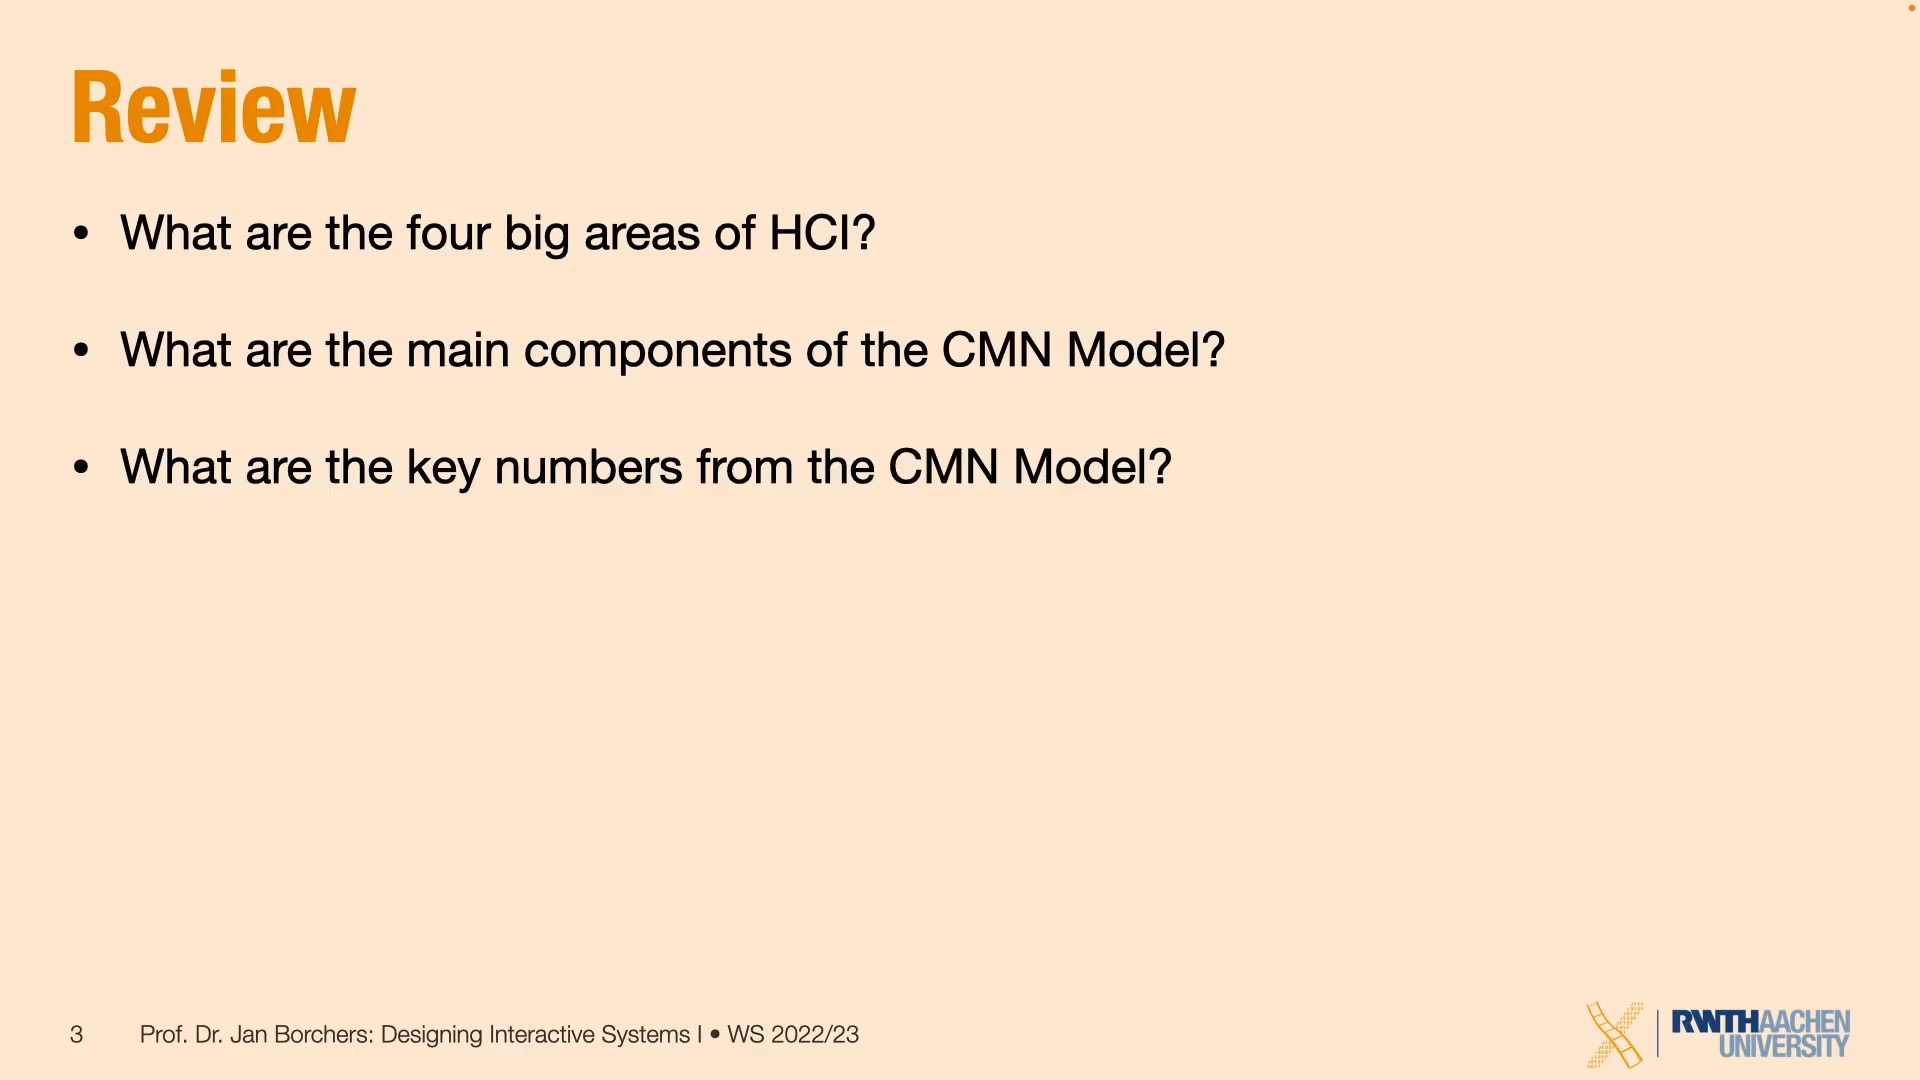 Review
• What are the four big areas of HCI?
• What are the main components of the CMN Model?
• What are the key numbers from the CMN Model?
3 Prof. Dr. Jan Borchers: Designing Interactive Systems I • WS 2022/23
RWTHAACHEN
UNIVERSITY